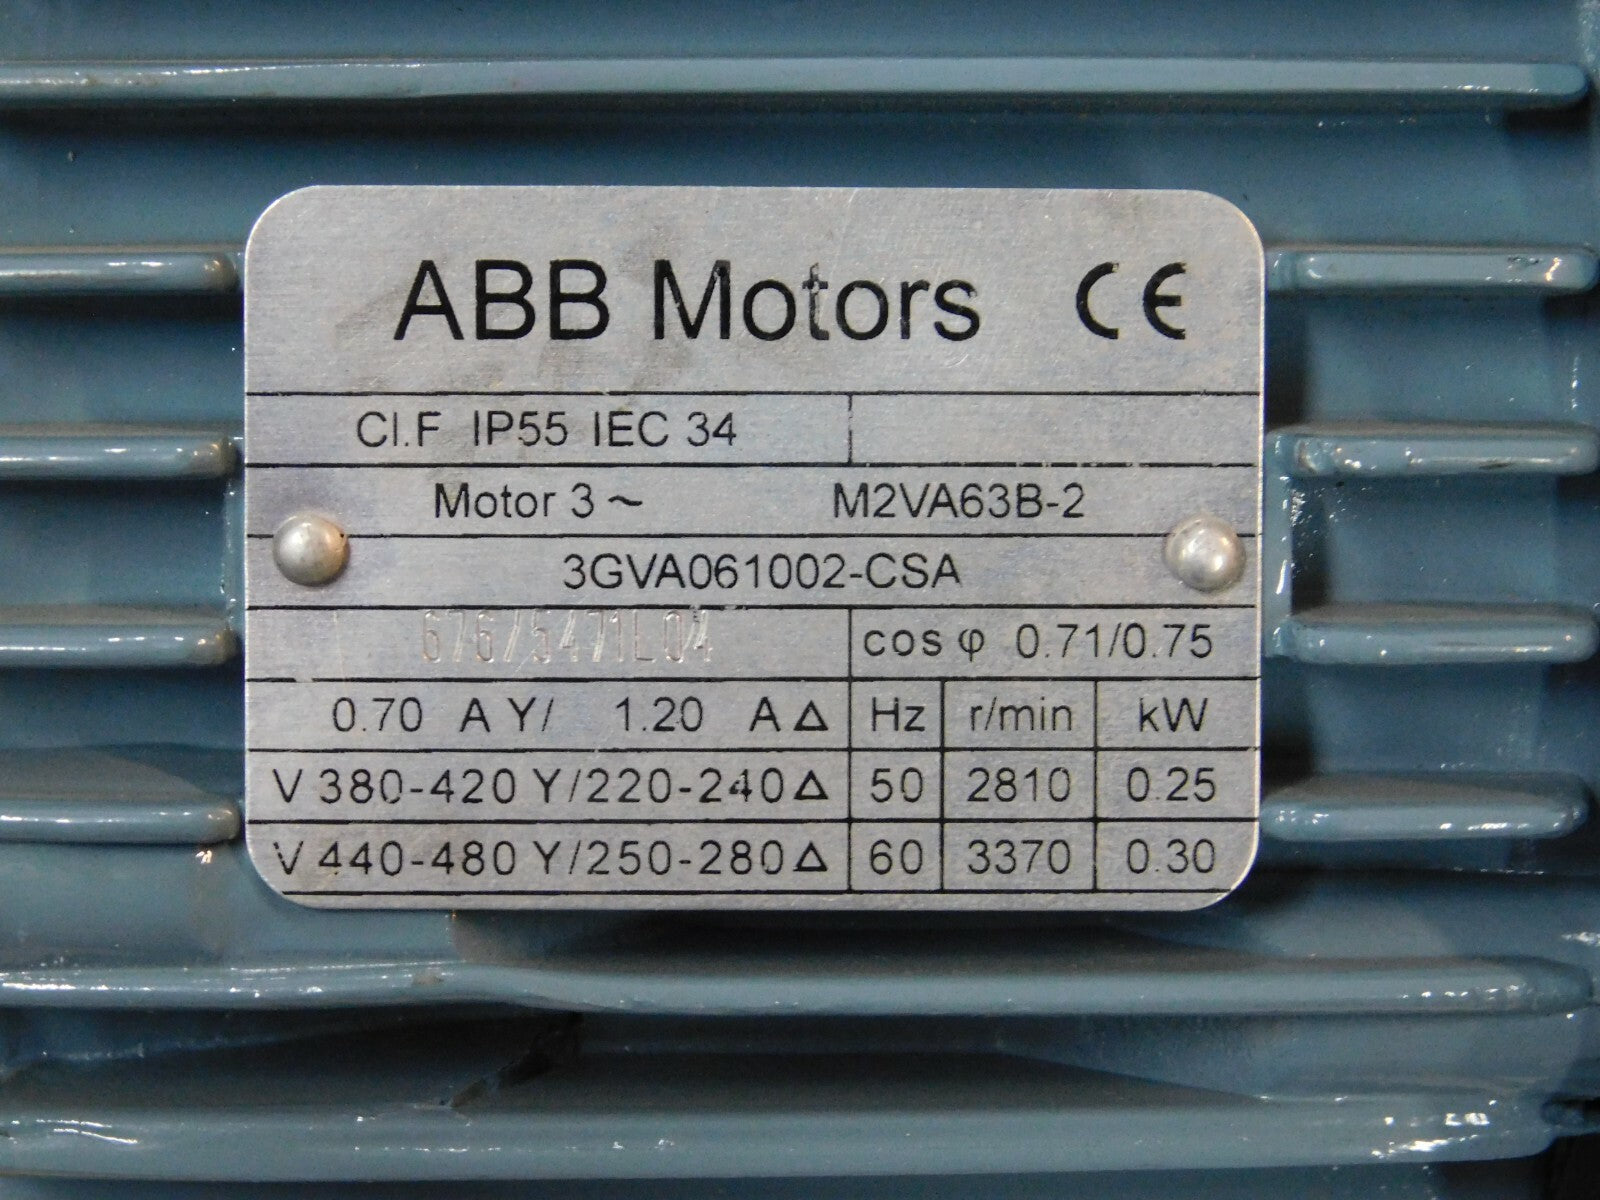 ABB Motors CE
Cl.F IP55 IEC 34
Motor 3 ~ M2VA63B-2
3GVA061002-CSA
676/5471L04 cos φ 0.71/0.75
0.70 A Y/ 1.20 A Δ Hz r/min kW
V 380-420 Y/220-240 Δ 50 2810 0.25
V 440-480 Y/250-280 Δ 60 3370 0.30